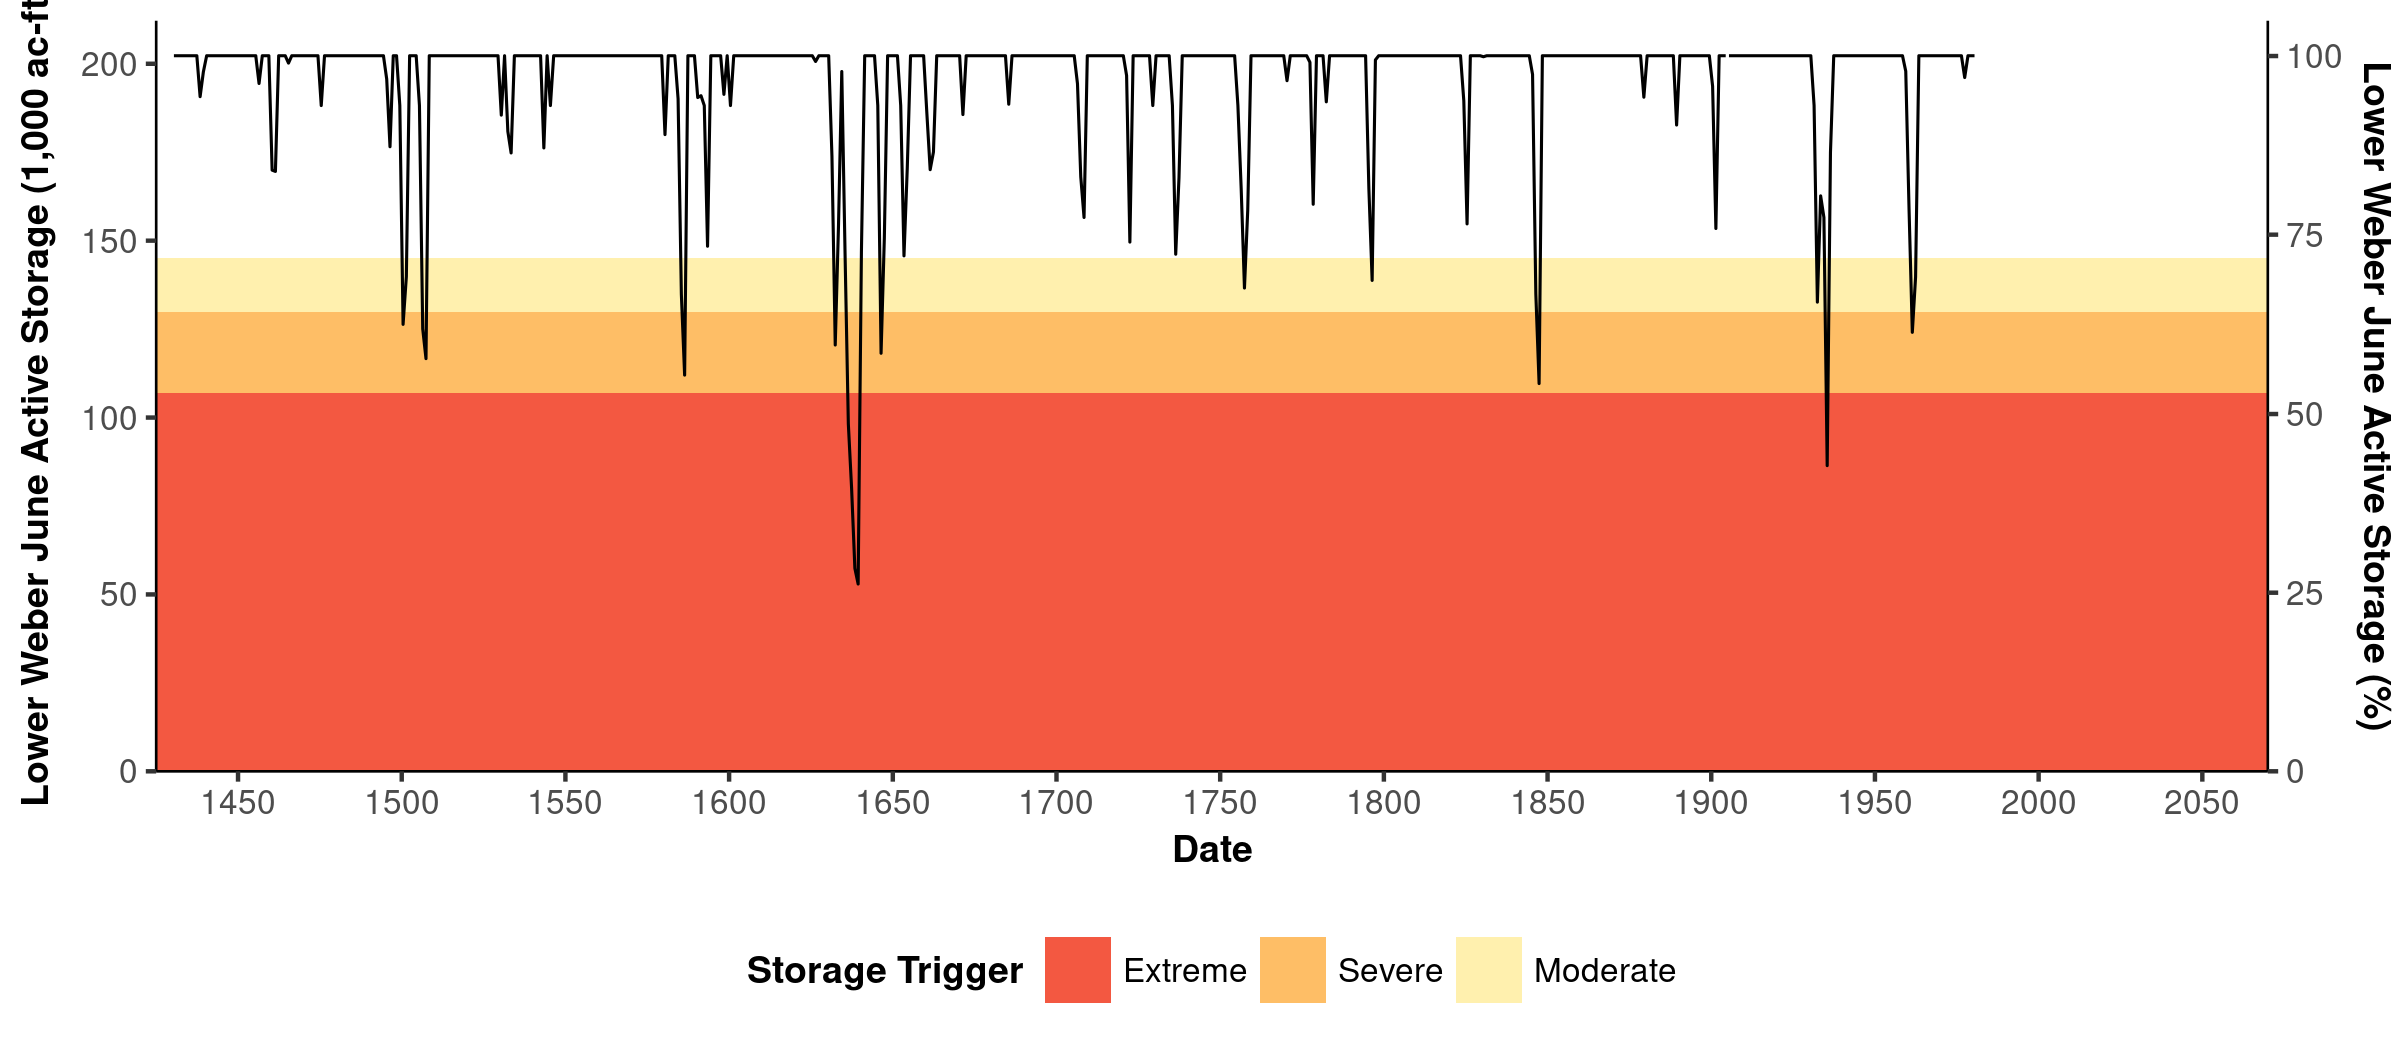 Lower Weber June Active Storage (1,000 ac-ft
200
150
100
50
0
100
75
50
25
0
Lower Weber June Active Storage (%)
1450 1500 1550 1600 1650 1700 1750 1800 1850 1900 1950 2000 2050
Date
Storage Trigger Extreme Severe Moderate